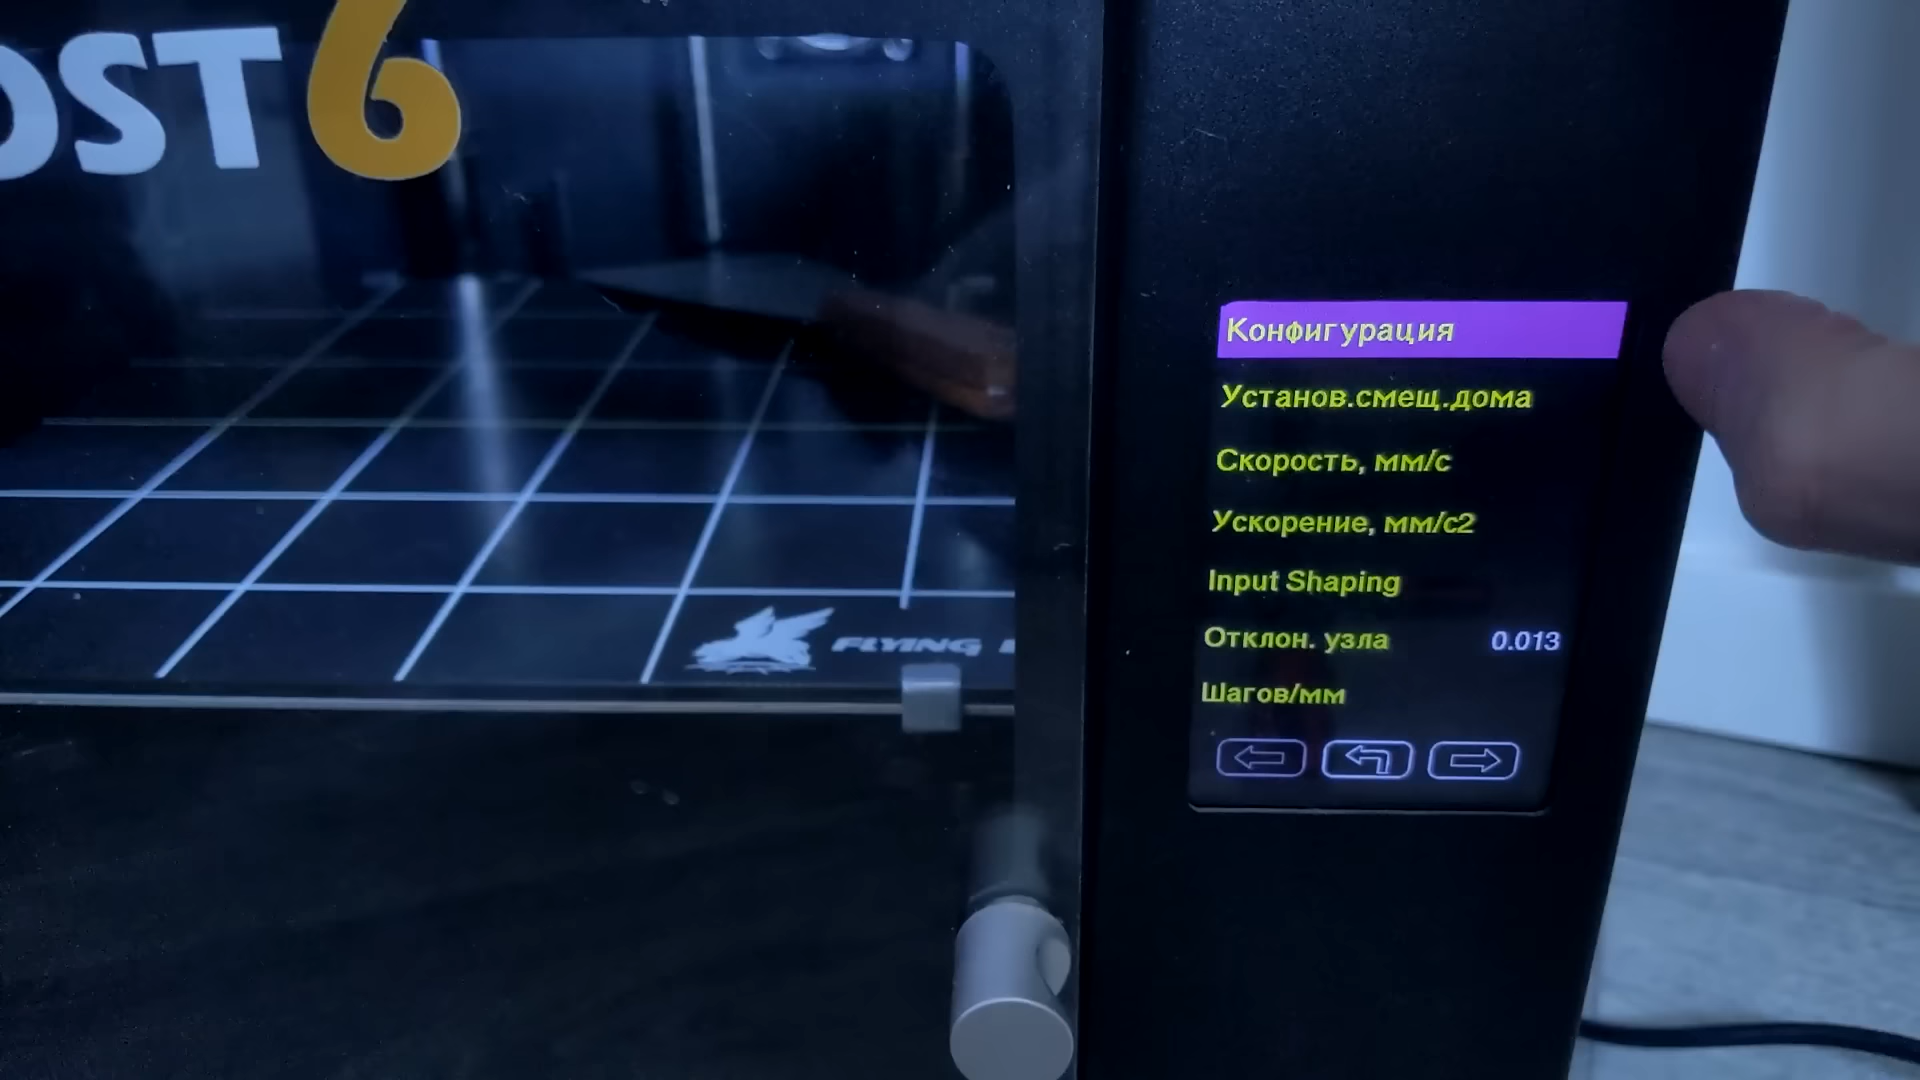 OST6
FLYING
Конфигурация
Установ.смещ.дома
Скорость, мм/с
Ускорение, мм/с2
Input Shaping
Отклон. узла 0.013
Шагов/мм